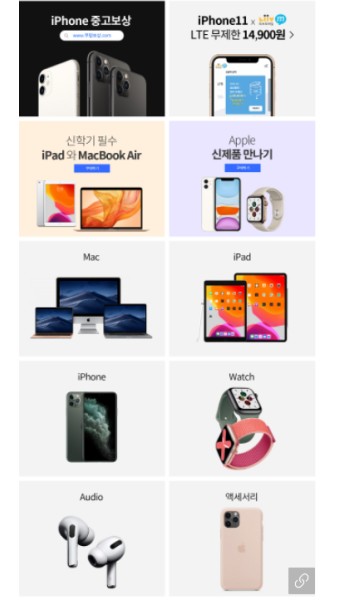 iPhone 중고보상
iPhone11 x
LTE 무제한 14,900원 >
신학기 필수
iPad 와 MacBook Air
Apple
신제품 만나기
Mac
iPad
iPhone
Watch
Audio
액세서리